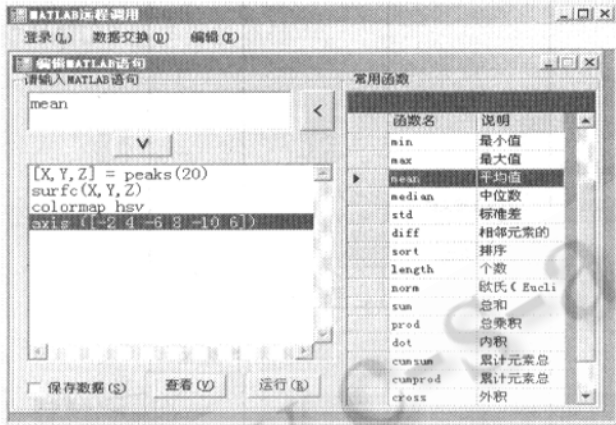 MATLAB远程调用
登录(L) 数据交换(D) 编辑(E)
编辑MATLAB语句
请输入MATLAB语句
mean
<
V
[X,Y,Z] = peaks(20)
surfc(X,Y,Z)
colormap hsv
axis ([-2 4 -6 8 -10 6])
保存数据(S) 查看(V) 运行(R)
常用函数
函数名 说明
min 最小值
max 最大值
mean 平均值
median 中位数
std 标准差
diff 相邻元素的
sort 排序
length 个数
norm 欧氏( Eucli
sum 总和
prod 总乘积
dot 内积
cumsum 累计元素总
cumprod 累计元素总
cross 外积